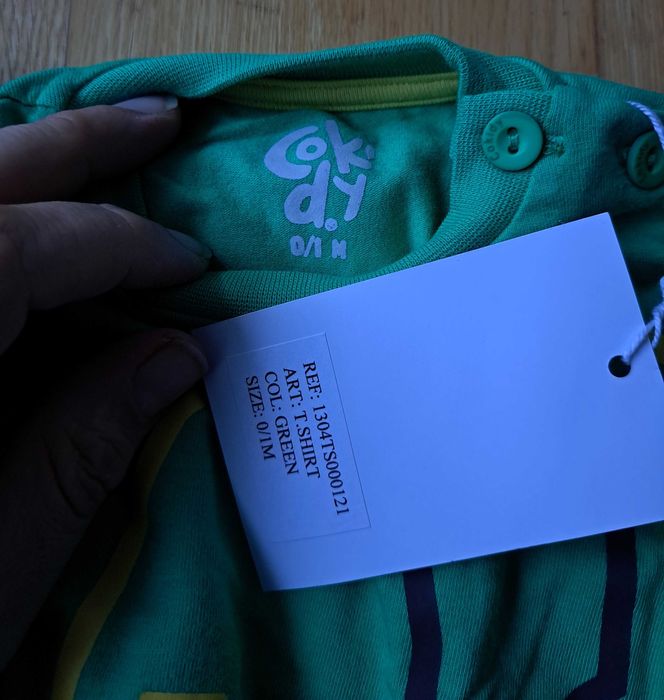 Cok.
d.y
0/1 M
REF: 1304TS000121
ART: T.SHIRT
COL: GREEN
SIZE: 0/1M